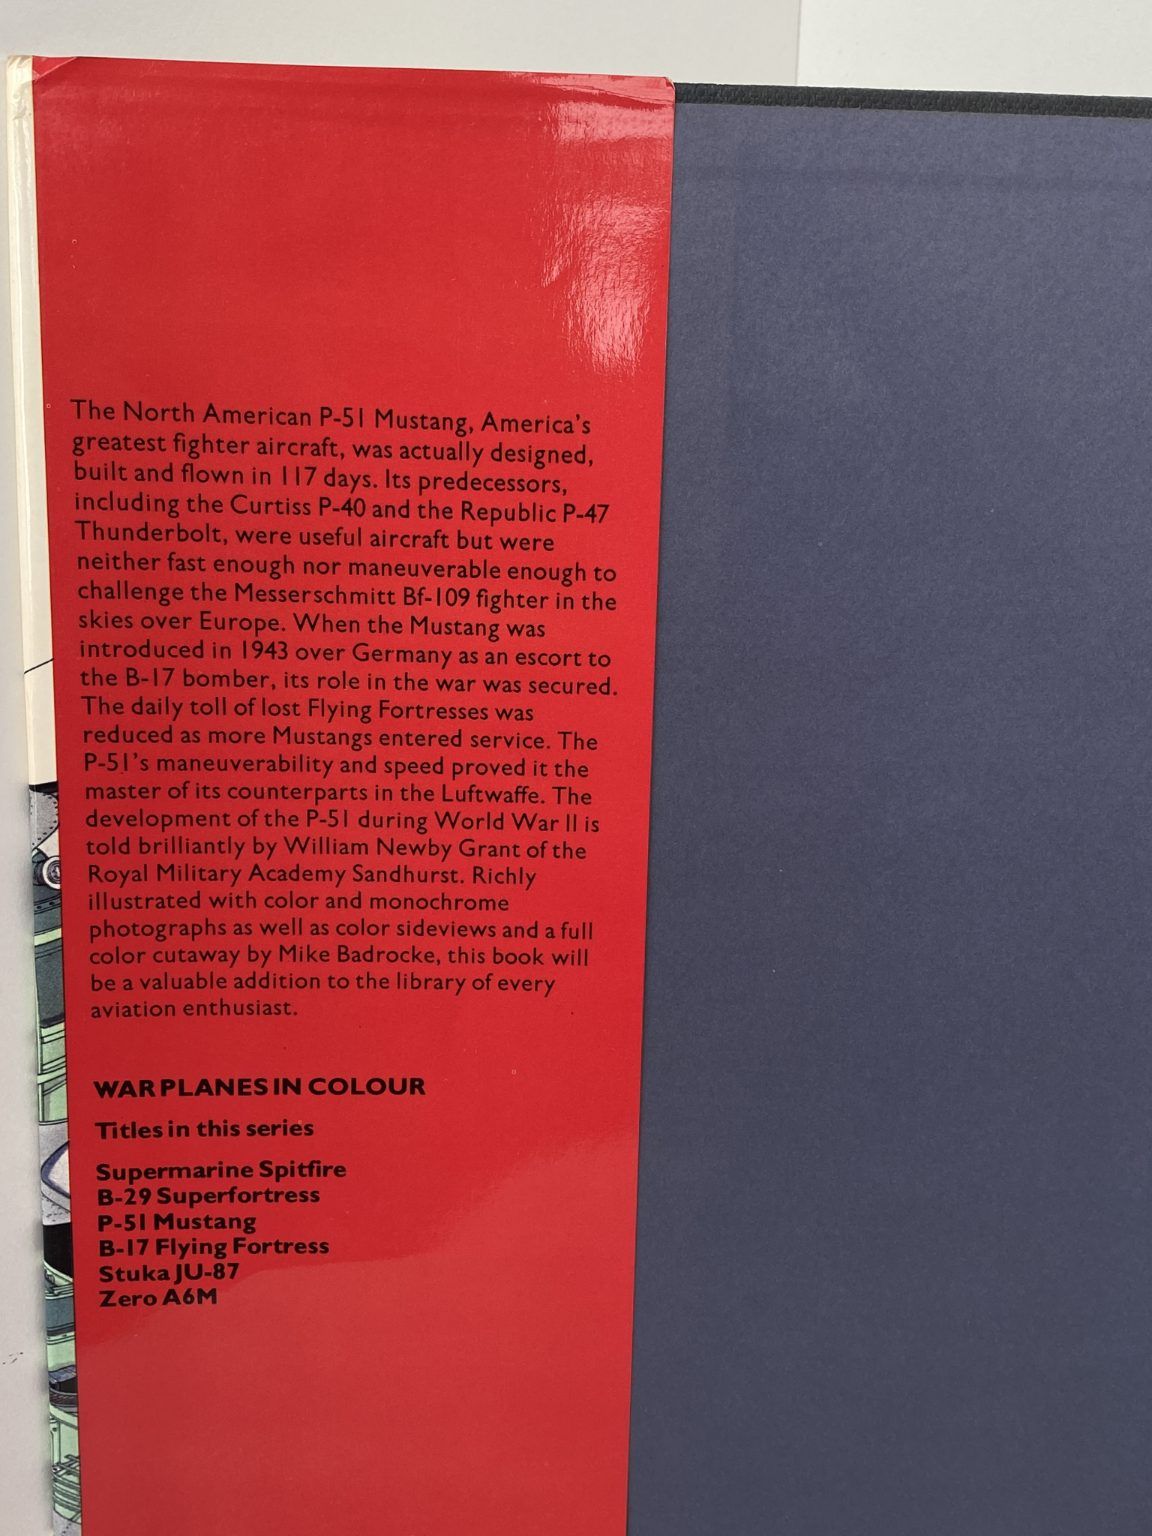 The North American P-51 Mustang, America's
greatest fighter aircraft, was actually designed,
built and flown in 117 days. Its predecessors,
including the Curtiss P-40 and the Republic P-47
Thunderbolt, were useful aircraft but were
neither fast enough nor maneuverable enough to
challenge the Messerschmitt Bf-109 fighter in the
skies over Europe. When the Mustang was
introduced in 1943 over Germany as an escort to
the B-17 bomber, its role in the war was secured.
The daily toll of lost Flying Fortresses was
reduced as more Mustangs entered service. The
P-51's maneuverability and speed proved it the
master of its counterparts in the Luftwaffe. The
development of the P-51 during World War II is
told brilliantly by William Newby Grant of the
Royal Military Academy Sandhurst. Richly
illustrated with color and monochrome
photographs as well as color sideviews and a full
color cutaway by Mike Badrocke, this book will
be a valuable addition to the library of every
aviation enthusiast.
WAR PLANES IN COLOUR
Titles in this series
Supermarine Spitfire
B-29 Superfortress
P-51 Mustang
B-17 Flying Fortress
Stuka JU-87
Zero A6M